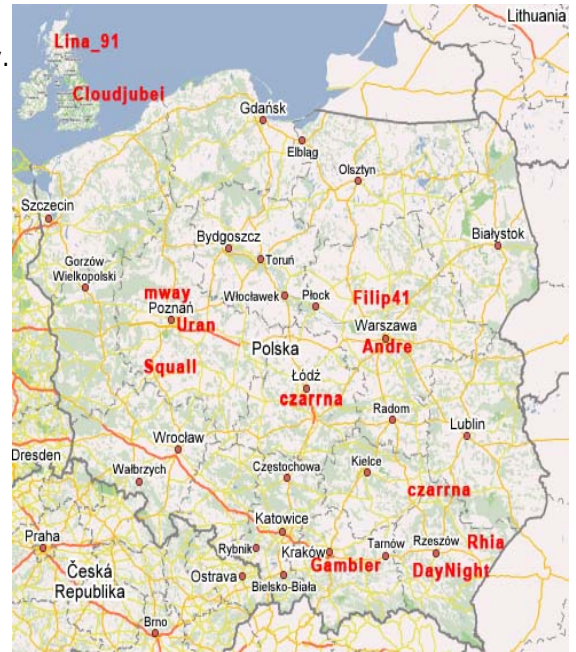 Lithuania
Lina_91
Cloudjubei
Gdańsk
Elbląg
Olsztyn
Szczecin
Białystok
Bydgoszcz
Toruń
Gorzów-
Wielkopolski
mway
Włocławek
Płock
Filip41
Poznań
Uran
Warszawa
Polska
Andre
Squall
Łódź
czarrna
Radom
Lublin
Wrocław
Dresden
Wałbrzych
Częstochowa
Kielce
czarrna
Katowice
Praha
Rybnik
Kraków
Tarnów
Rzeszów
Rhia
Gambler
DayNight
Česká
Republika
Ostrava
Bielsko-Biała
Brno